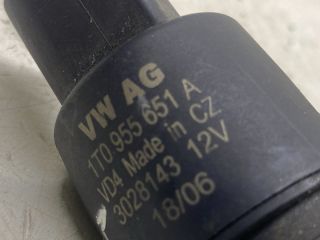 VW AG
1T0 955 651 A
VD4 Made in CZ
3028143 12V
18/06